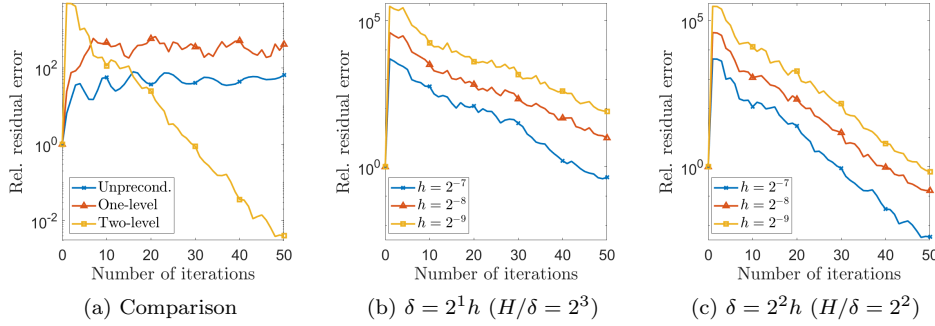 Rel. residual error
10^2
10^0
10^-2
Unprecond.
One-level
Two-level
0 10 20 30 40 50
Number of iterations
(a) Comparison
Rel. residual error
10^5
10^0
h = 2^-7
h = 2^-8
h = 2^-9
0 10 20 30 40 50
Number of iterations
(b) δ = 2^1h (H/δ = 2^3)
Rel. residual error
10^5
10^0
h = 2^-7
h = 2^-8
h = 2^-9
0 10 20 30 40 50
Number of iterations
(c) δ = 2^2h (H/δ = 2^2)